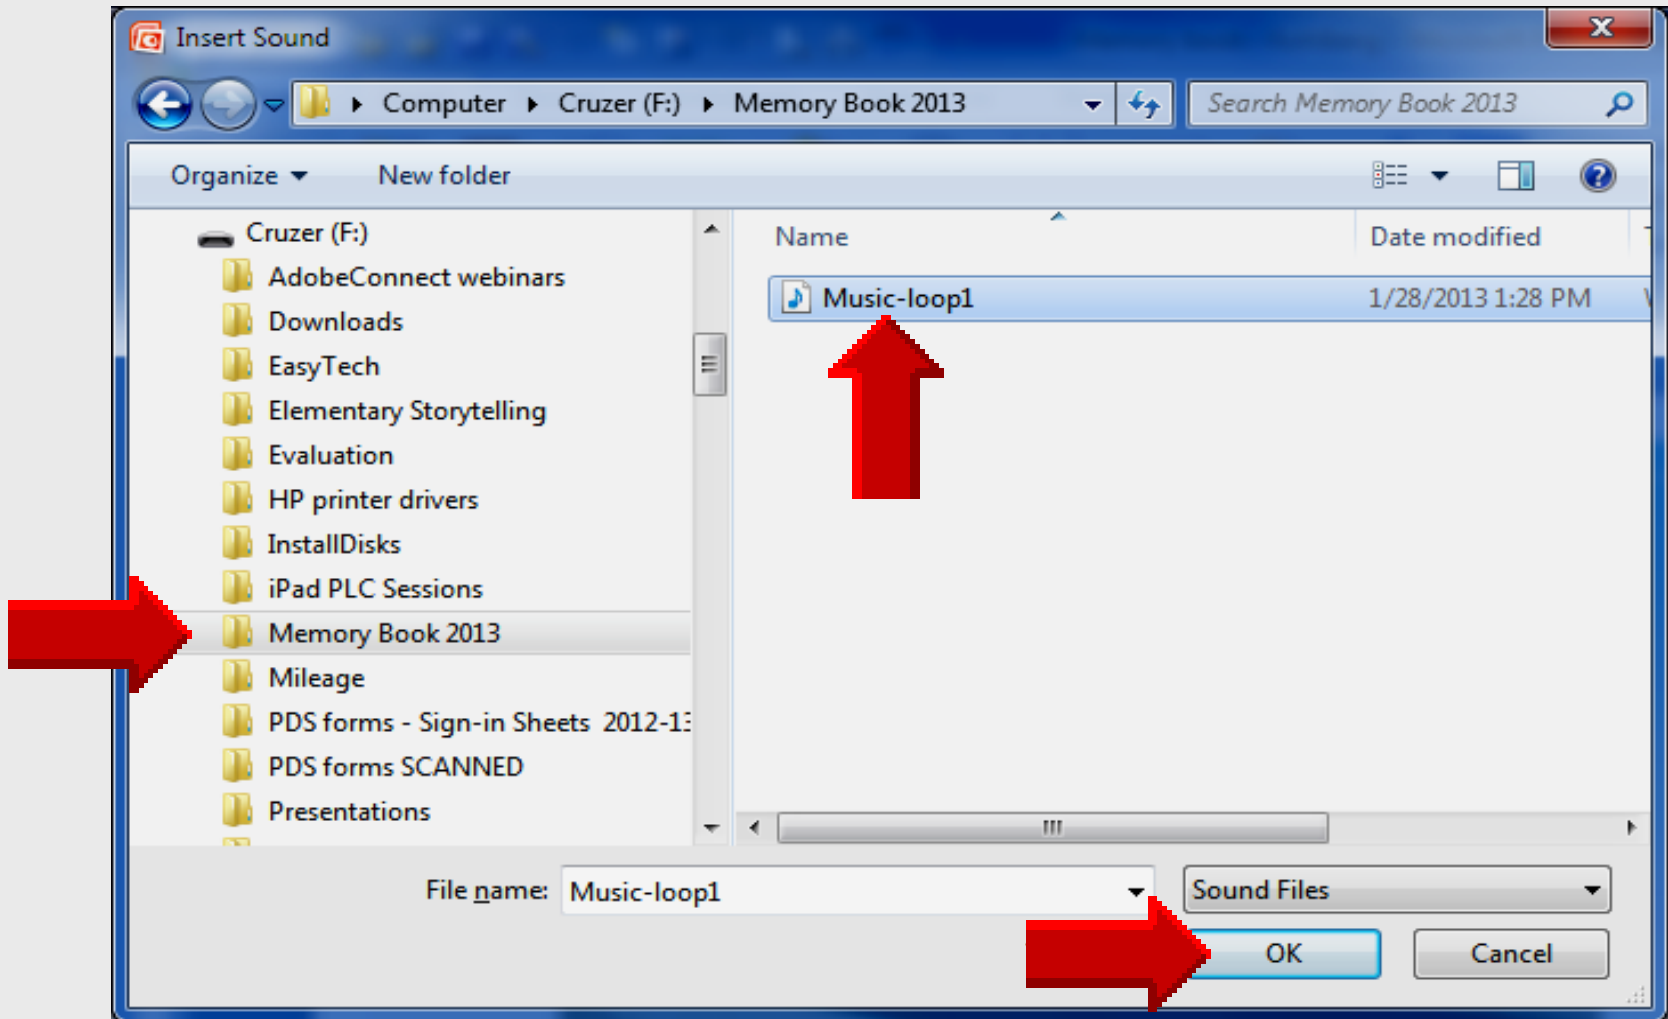 Insert Sound
Computer Cruzer (F:) Memory Book 2013
Search Memory Book 2013
Organize New folder
Cruzer (F:)
AdobeConnect webinars
Downloads
EasyTech
Elementary Storytelling
Evaluation
HP printer drivers
InstallDisks
iPad PLC Sessions
Memory Book 2013
Mileage
PDS forms - Sign-in Sheets 2012-13
PDS forms SCANNED
Presentations
Name Date modified
Music-loop1 1/28/2013 1:28 PM
File name: Music-loop1 Sound Files
OK Cancel